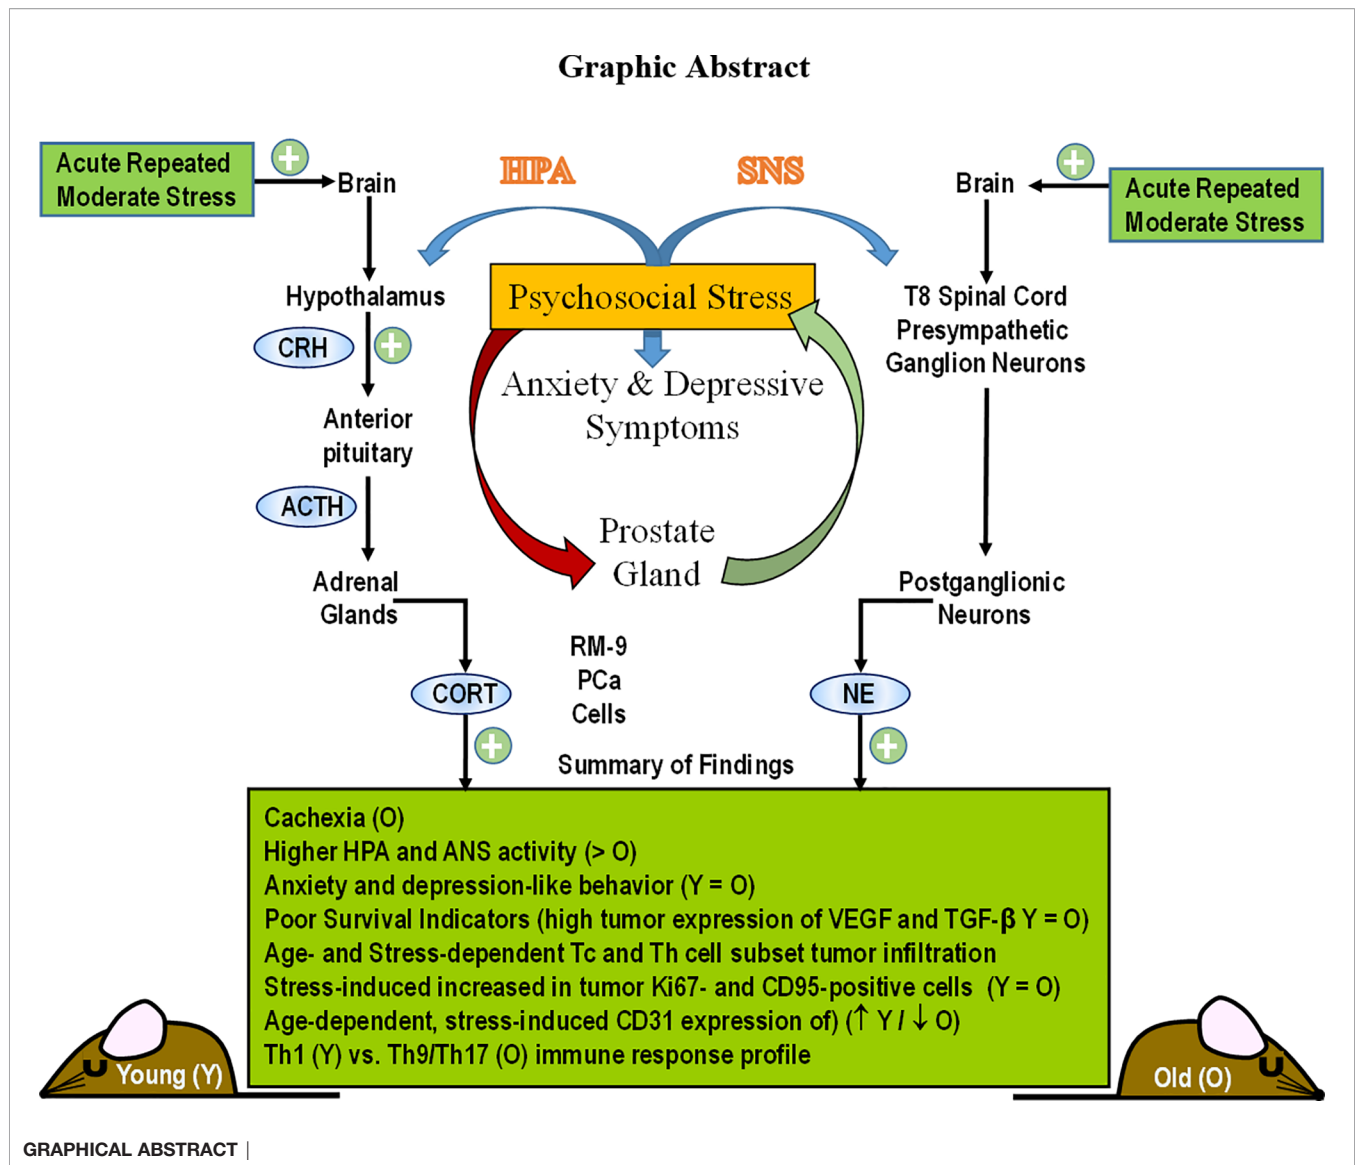 Graphic Abstract
Acute Repeated
Moderate Stress
Brain
HPA
SNS
Brain
Acute Repeated
Moderate Stress
Hypothalamus
CRH
Anterior
pituitary
ACTH
Adrenal
Glands
CORT
Psychosocial Stress
Anxiety & Depressive
Symptoms
Prostate
Gland
RM-9
PCa
Cells
T8 Spinal Cord
Presympathetic
Ganglion Neurons
Postganglionic
Neurons
NE
Summary of Findings
Cachexia (O)
Higher HPA and ANS activity (> O)
Anxiety and depression-like behavior (Y = O)
Poor Survival Indicators (high tumor expression of VEGF and TGF-β Y = O)
Age- and Stress-dependent Tc and Th cell subset tumor infiltration
Stress-induced increased in tumor Ki67- and CD95-positive cells (Y = O)
Age-dependent, stress-induced CD31 expression of) (↑ Y / ↓ O)
Th1 (Y) vs. Th9/Th17 (O) immune response profile
Young (Y)
Old (O)
GRAPHICAL ABSTRACT |